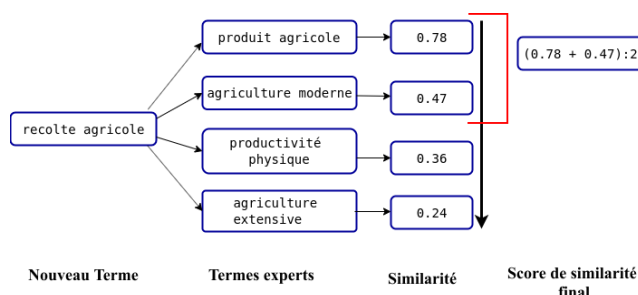 produit agricole
0.78
(0.78 + 0.47):2
agriculture moderne
0.47
recolte agricole
productivité
physique
0.36
agriculture
extensive
0.24
Nouveau Terme
Termes experts
Similarité
Score de similarité
final